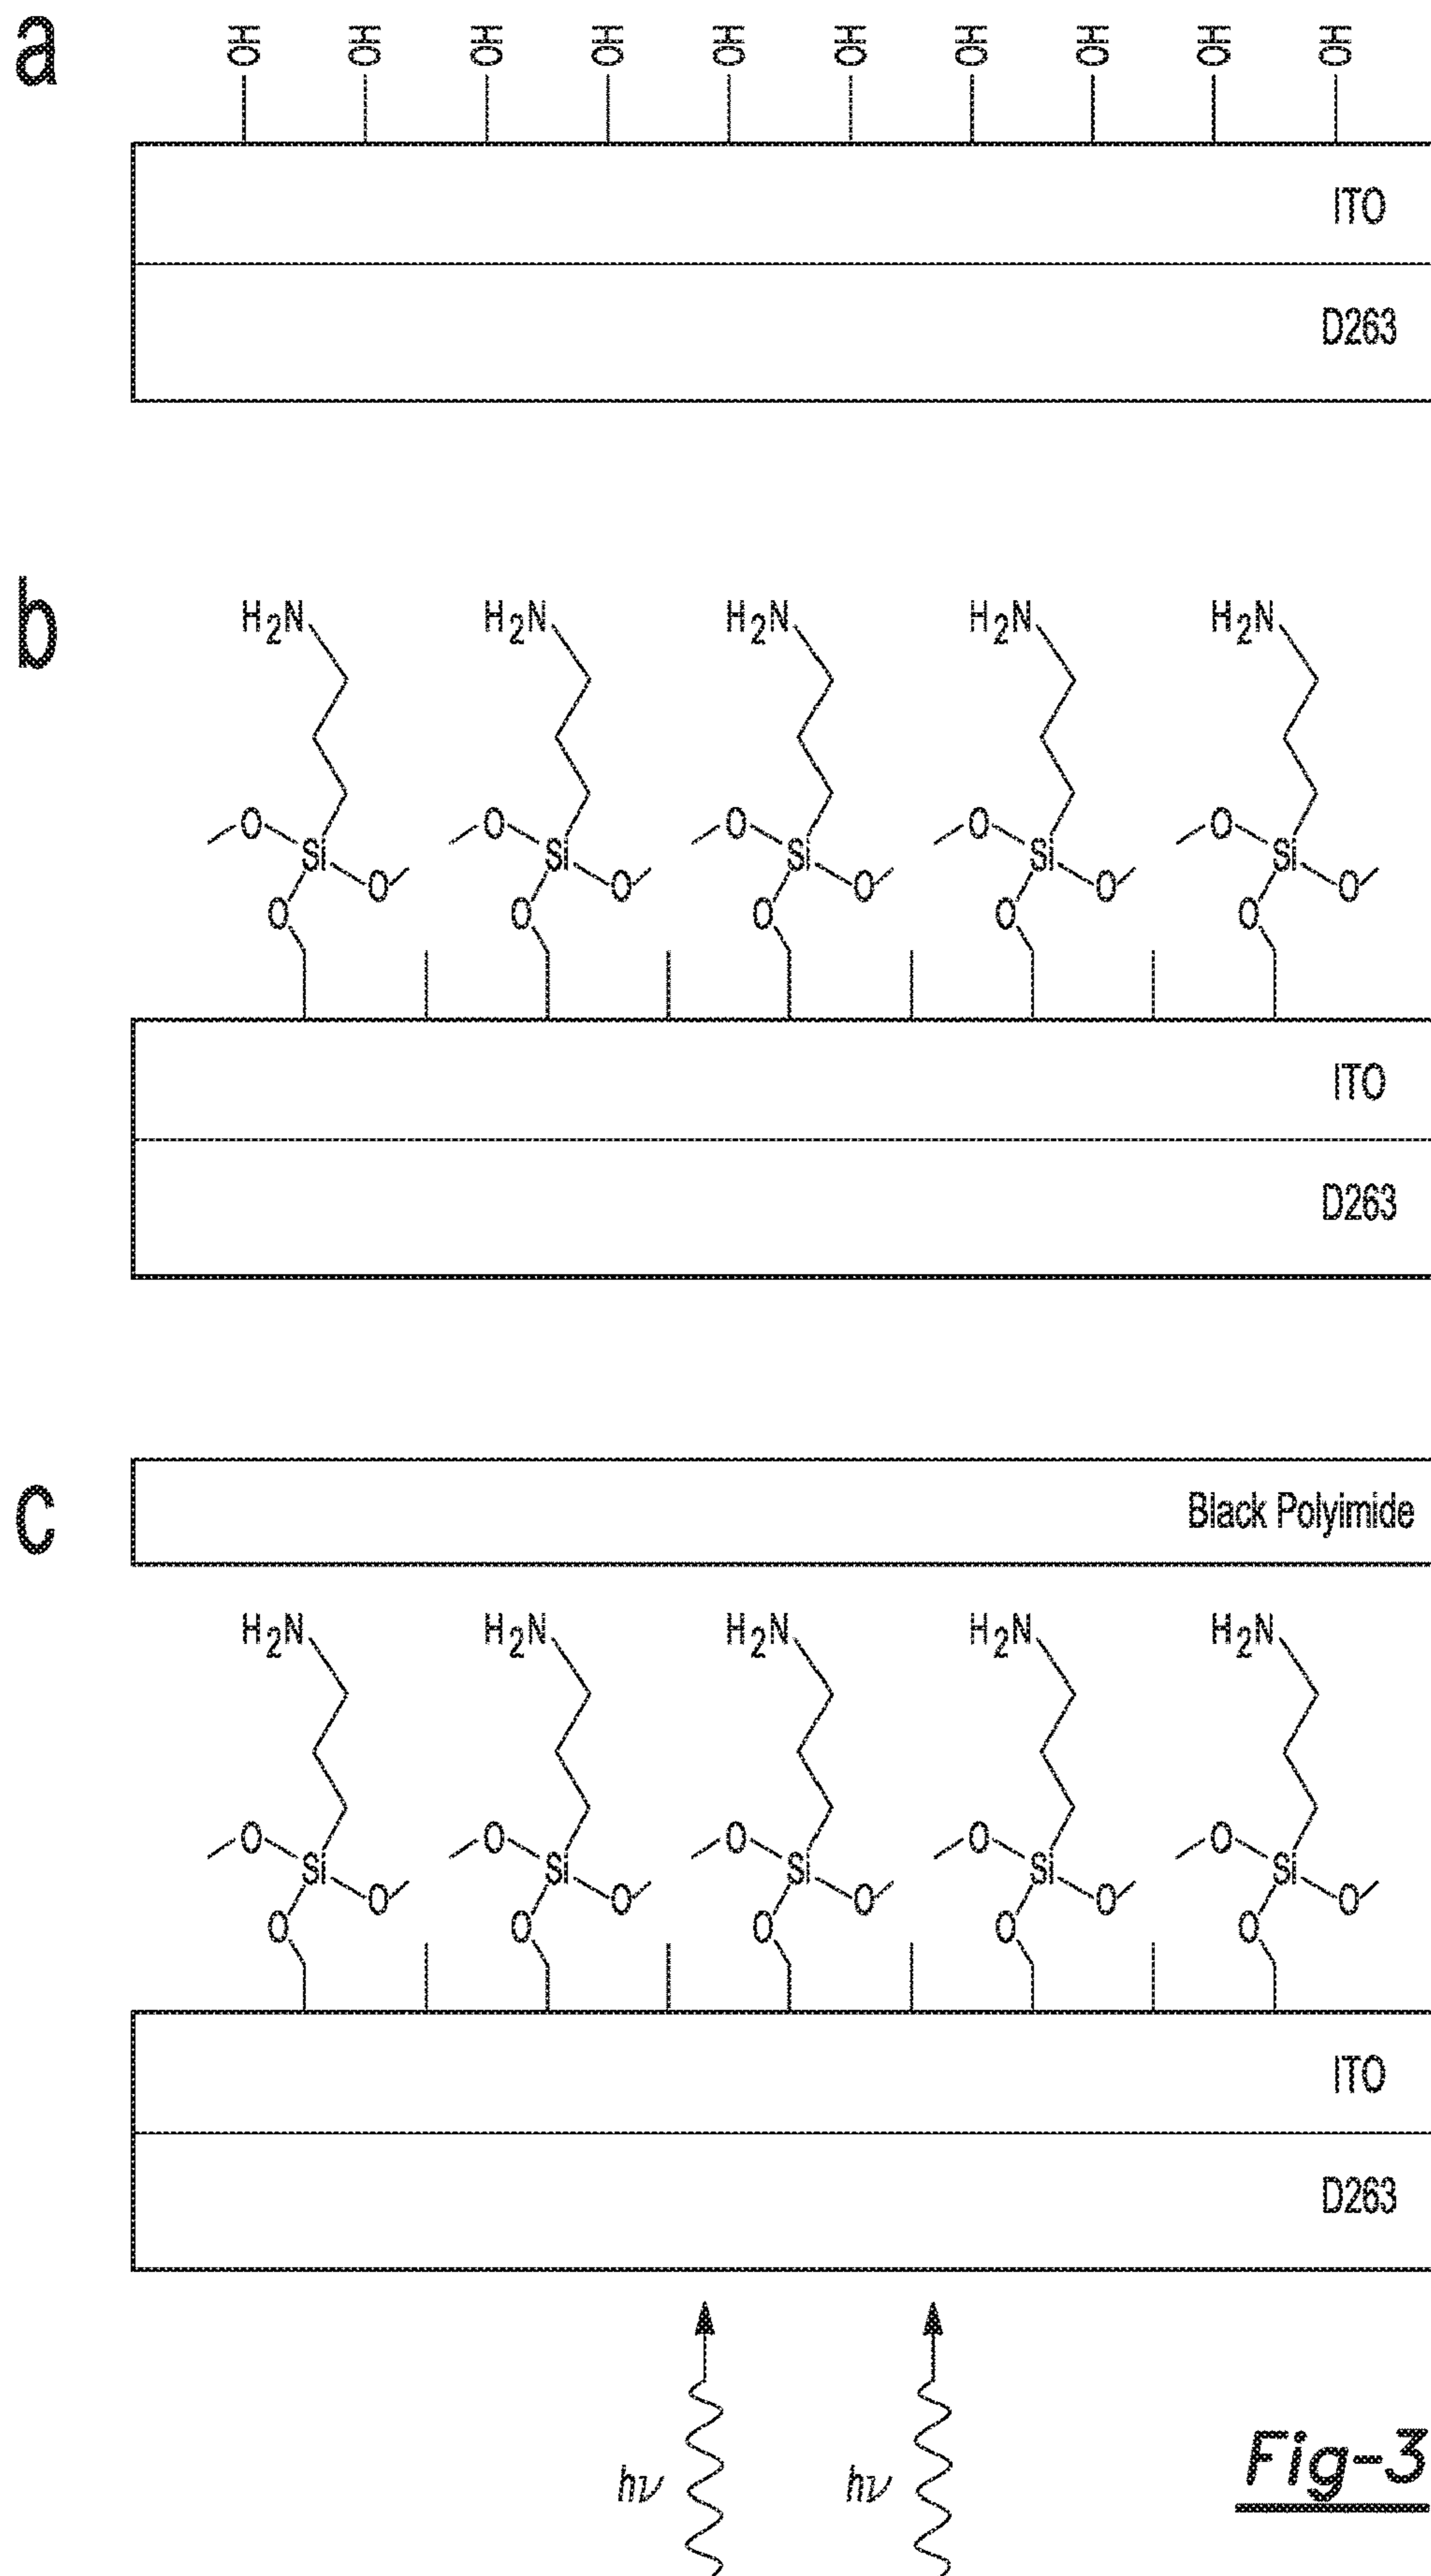 a
OH OH OH OH OH OH OH OH OH OH
ITO
D263
b
H2N H2N H2N H2N H2N
O O O O O
Si Si Si Si Si
O O O O O
O O O O O
ITO
D263
c
Black Polyimide
H2N H2N H2N H2N H2N
O O O O O
Si Si Si Si Si
O O O O O
O O O O O
ITO
D263
hν hν
Fig-3